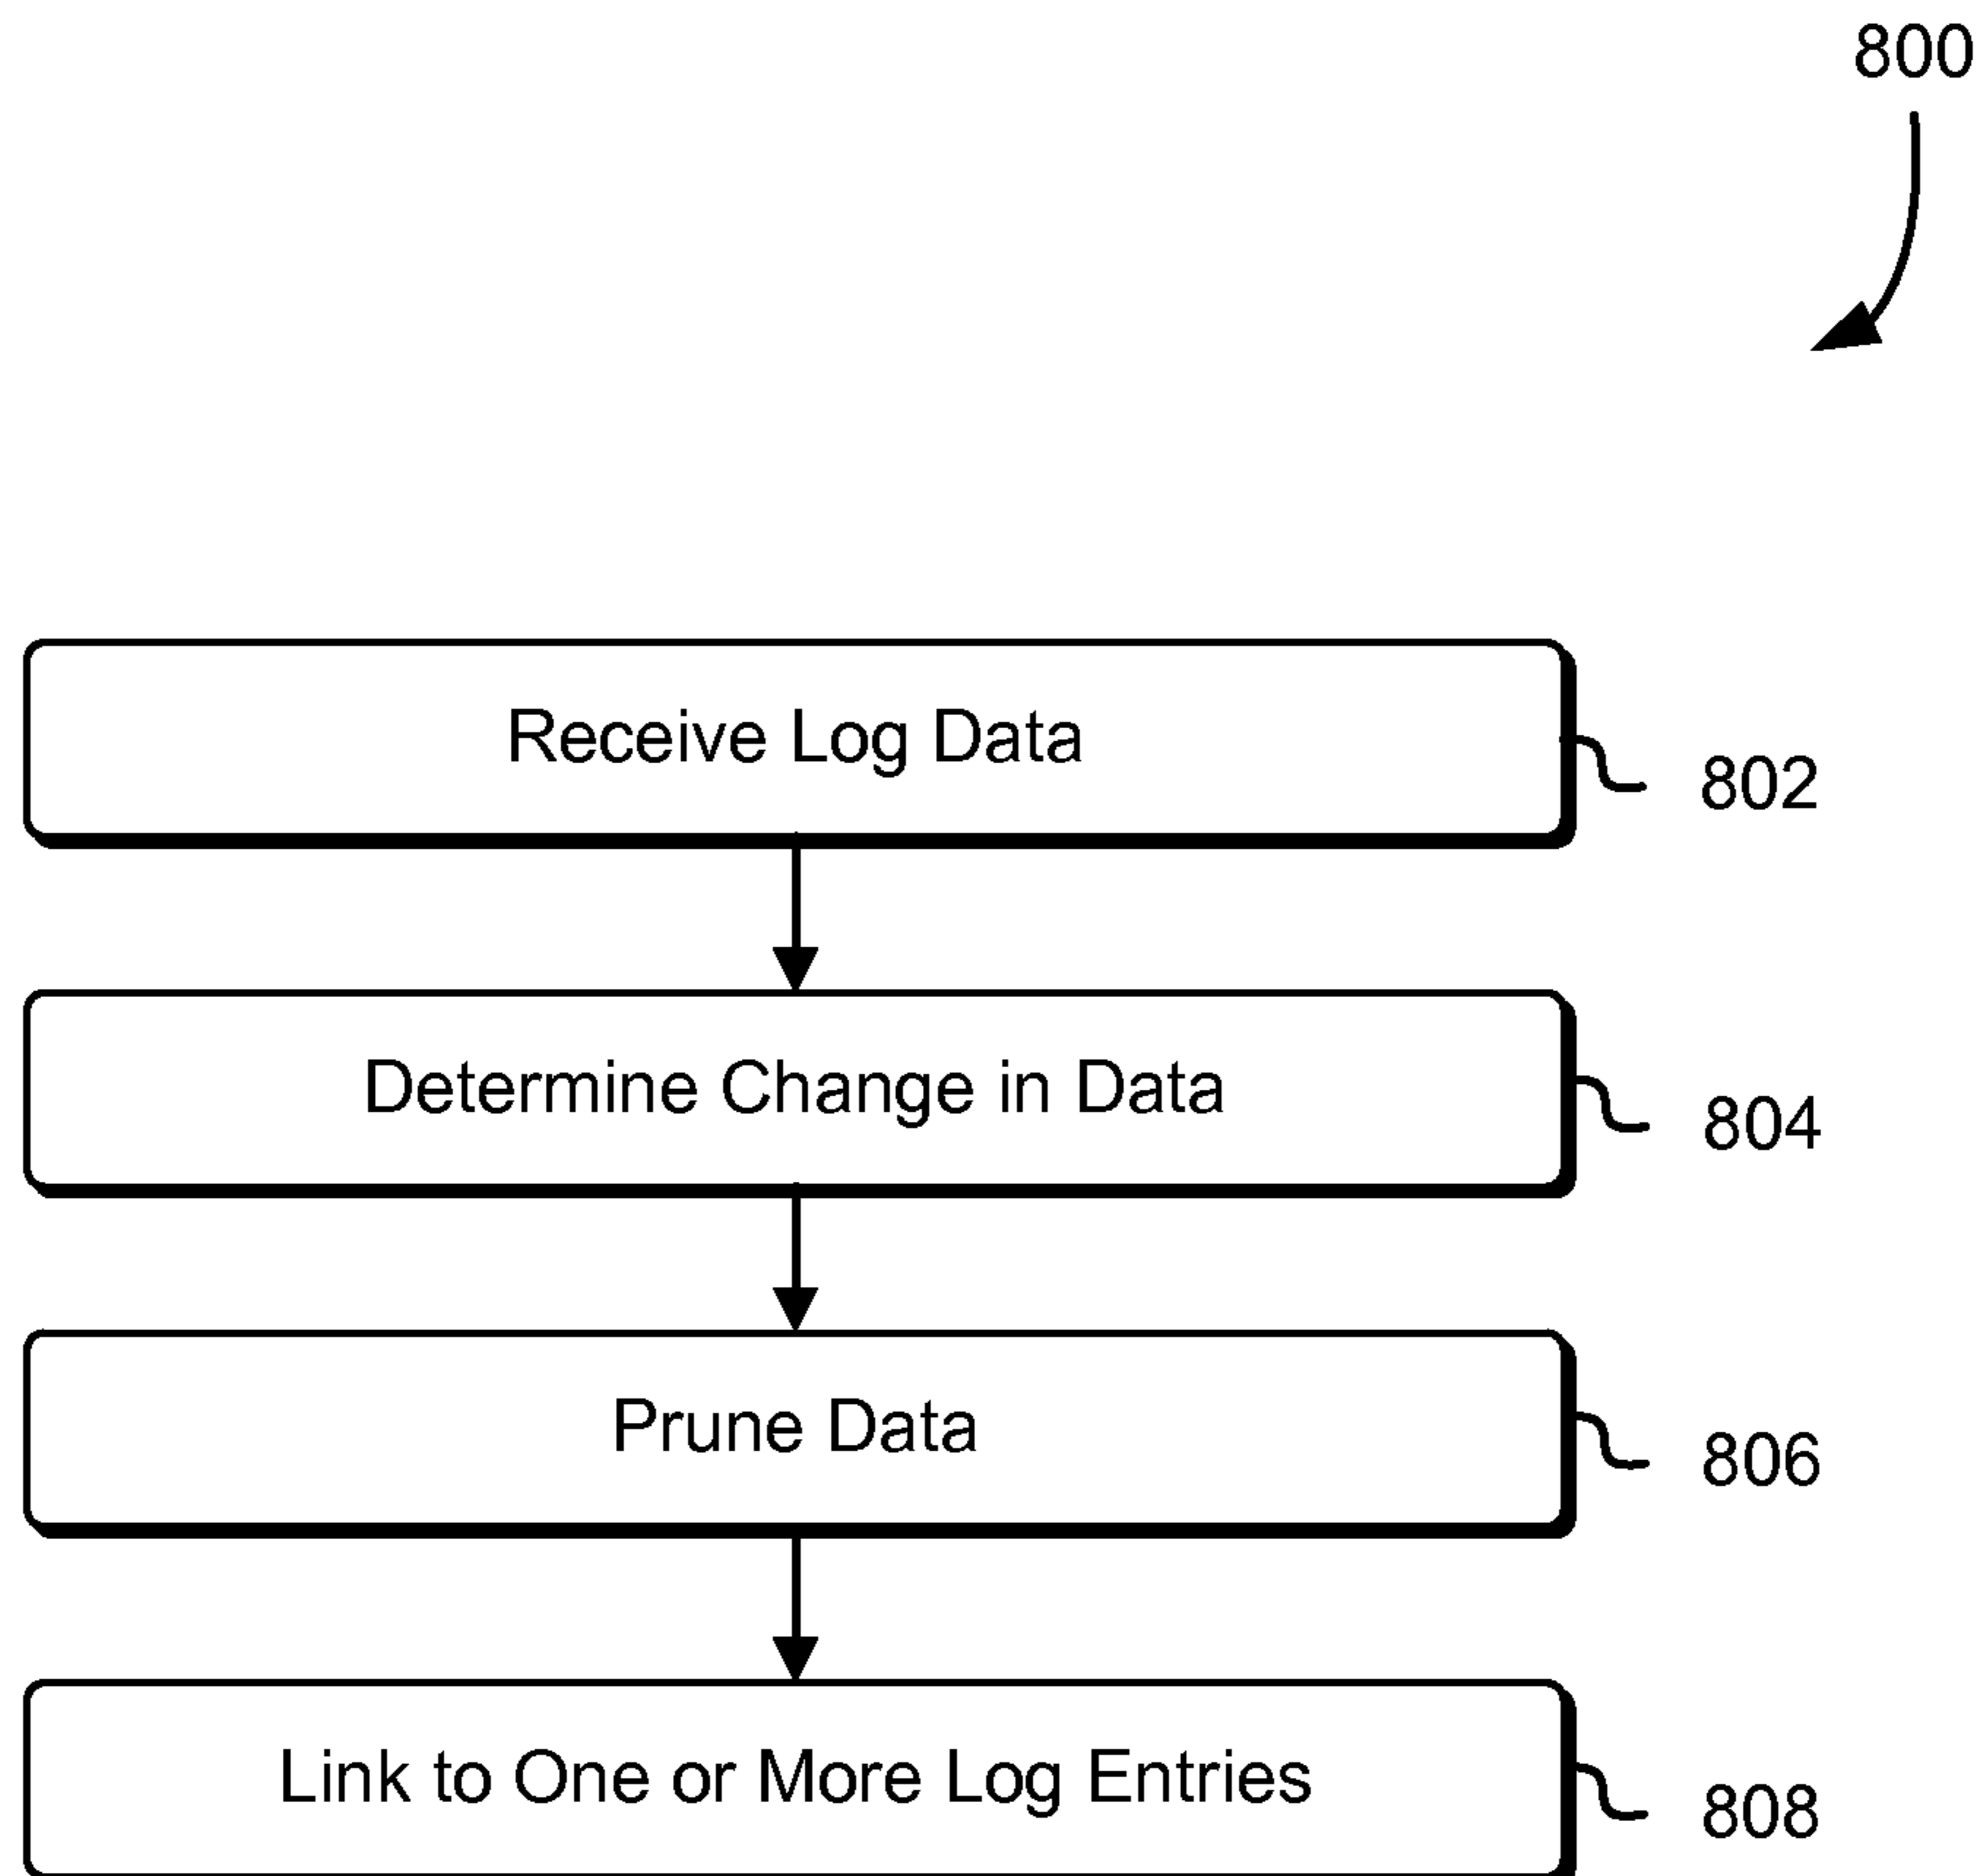 800
Receive Log Data
802
Determine Change in Data
804
Prune Data
806
Link to One or More Log Entries
808